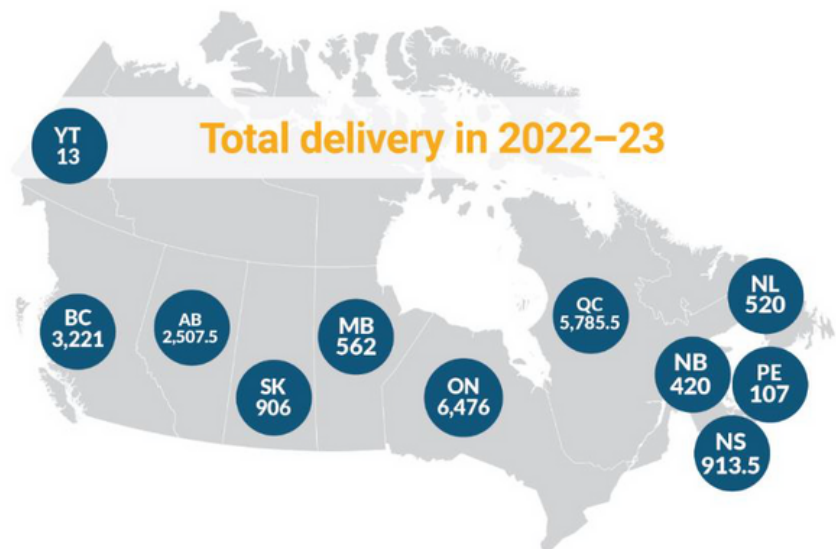 Total delivery in 2022–23
YT
13
BC
3,221
AB
2,507.5
SK
906
MB
562
ON
6,476
QC
5,785.5
NL
520
NB
420
PE
107
NS
913.5